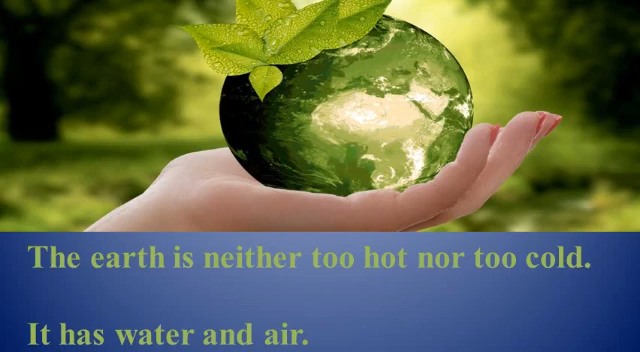 The earth is neither too hot nor too cold.
It has water and air.